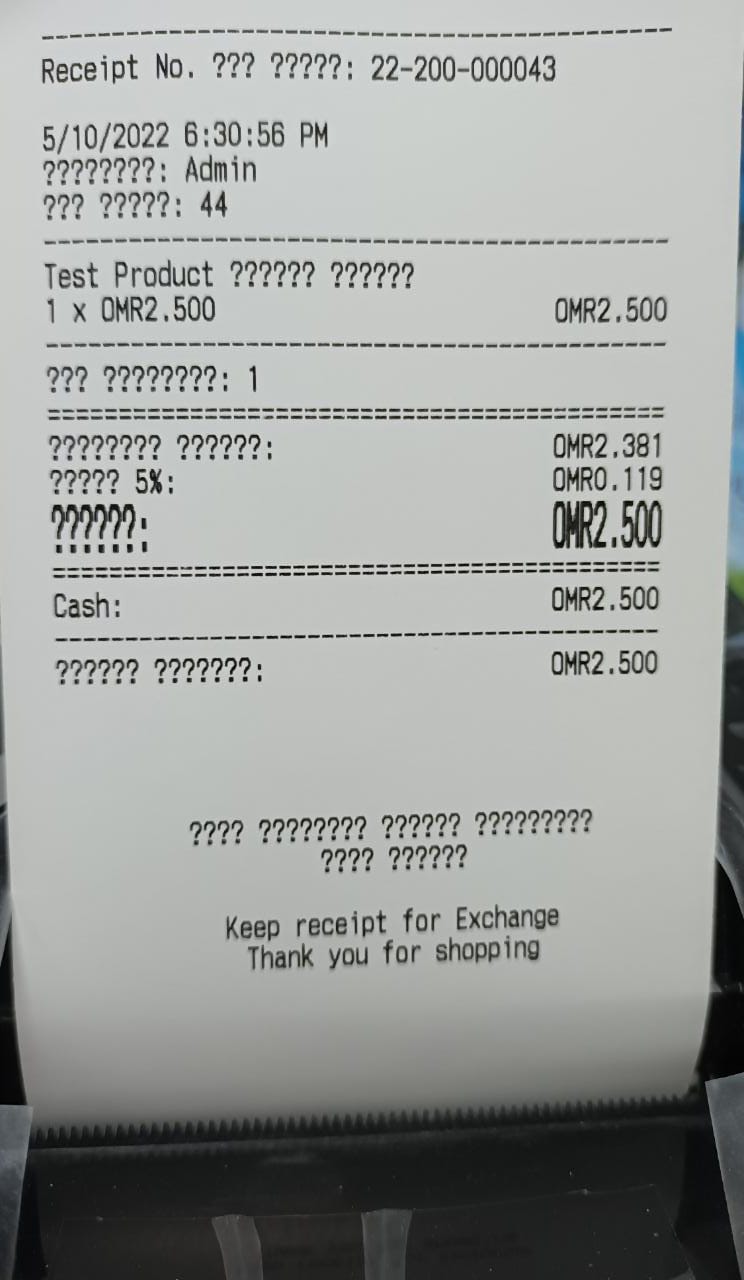 Receipt No. ??? ?????: 22-200-000043
5/10/2022 6:30:56 PM
????????: Admin
??? ?????: 44
Test Product ?????? ??????
1 x OMR2.500 OMR2.500
??? ????????: 1
???????? ??????: OMR2.381
????? 5%: OMR0.119
??????: OMR2.500
Cash: OMR2.500
?????? ???????: OMR2.500
???? ???????? ?????? ?????????
???? ??????
Keep receipt for Exchange
Thank you for shopping